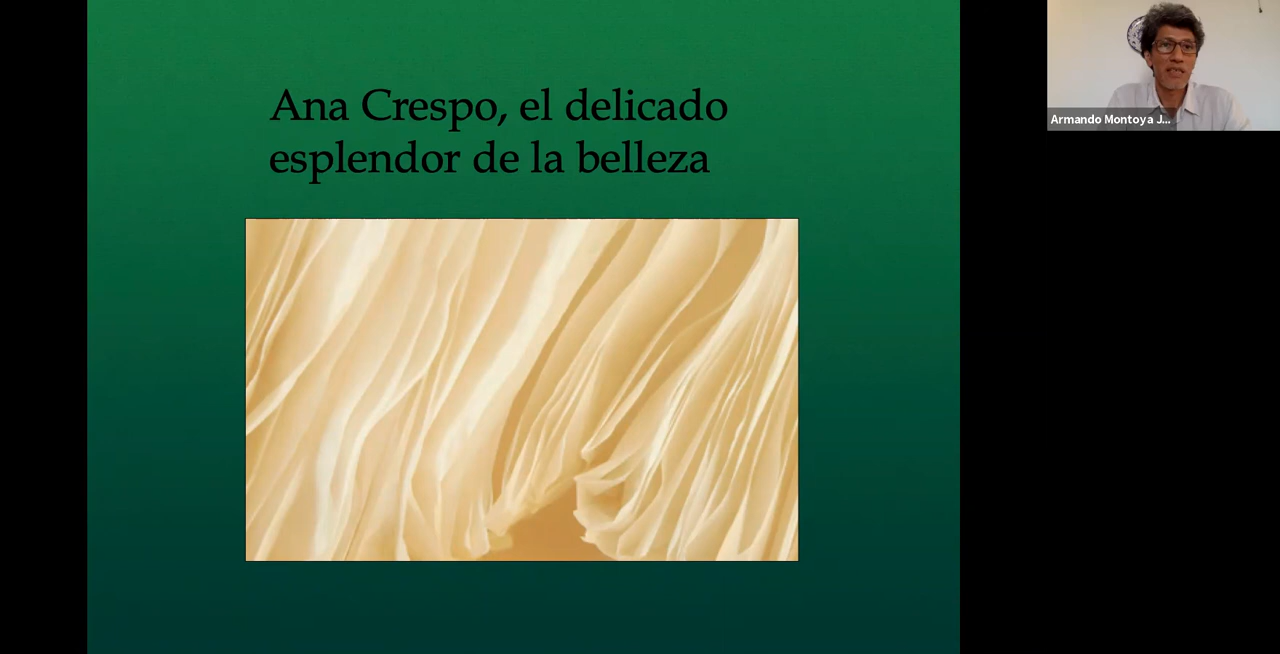 Ana Crespo, el delicado
esplendor de la belleza
Armando Montoya J...